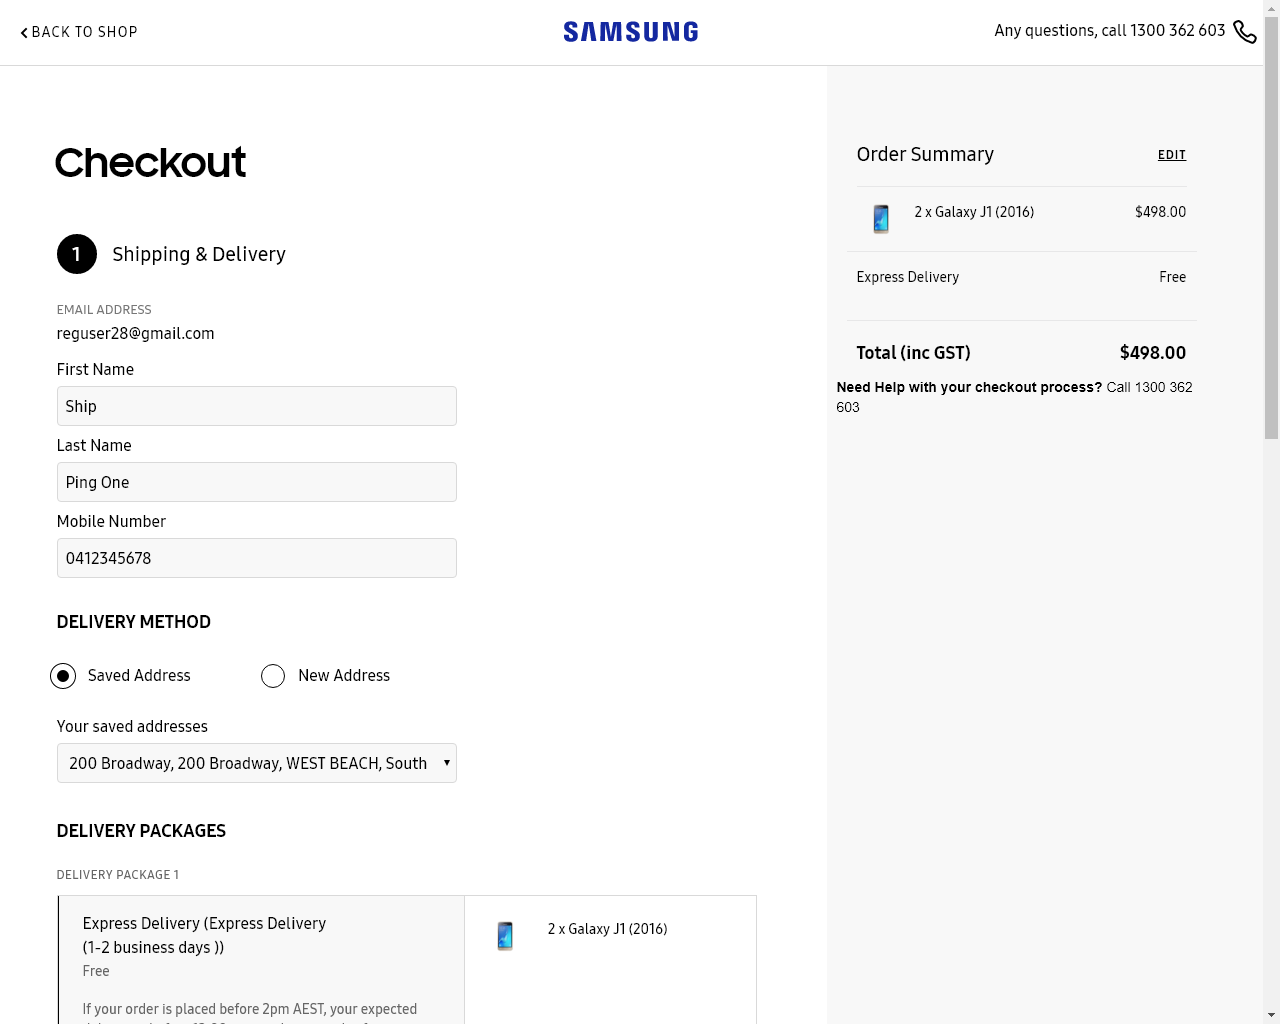 BACK TO SHOP
SAMSUNG
Any questions, call 1300 362 603
Checkout
1
Shipping & Delivery
EMAIL ADDRESS
reguser28@gmail.com
First Name
Ship
Last Name
Ping One
Mobile Number
0412345678
DELIVERY METHOD
Saved Address
New Address
Your saved addresses
200 Broadway, 200 Broadway, WEST BEACH, South
DELIVERY PACKAGES
DELIVERY PACKAGE 1
Express Delivery (Express Delivery
(1-2 business days ))
Free
If your order is placed before 2pm AEST, your expected
2 x Galaxy J1 (2016)
Order Summary
EDIT
2 x Galaxy J1 (2016)
$498.00
Express Delivery
Free
Total (inc GST)
$498.00
Need Help with your checkout process? Call 1300 362
603